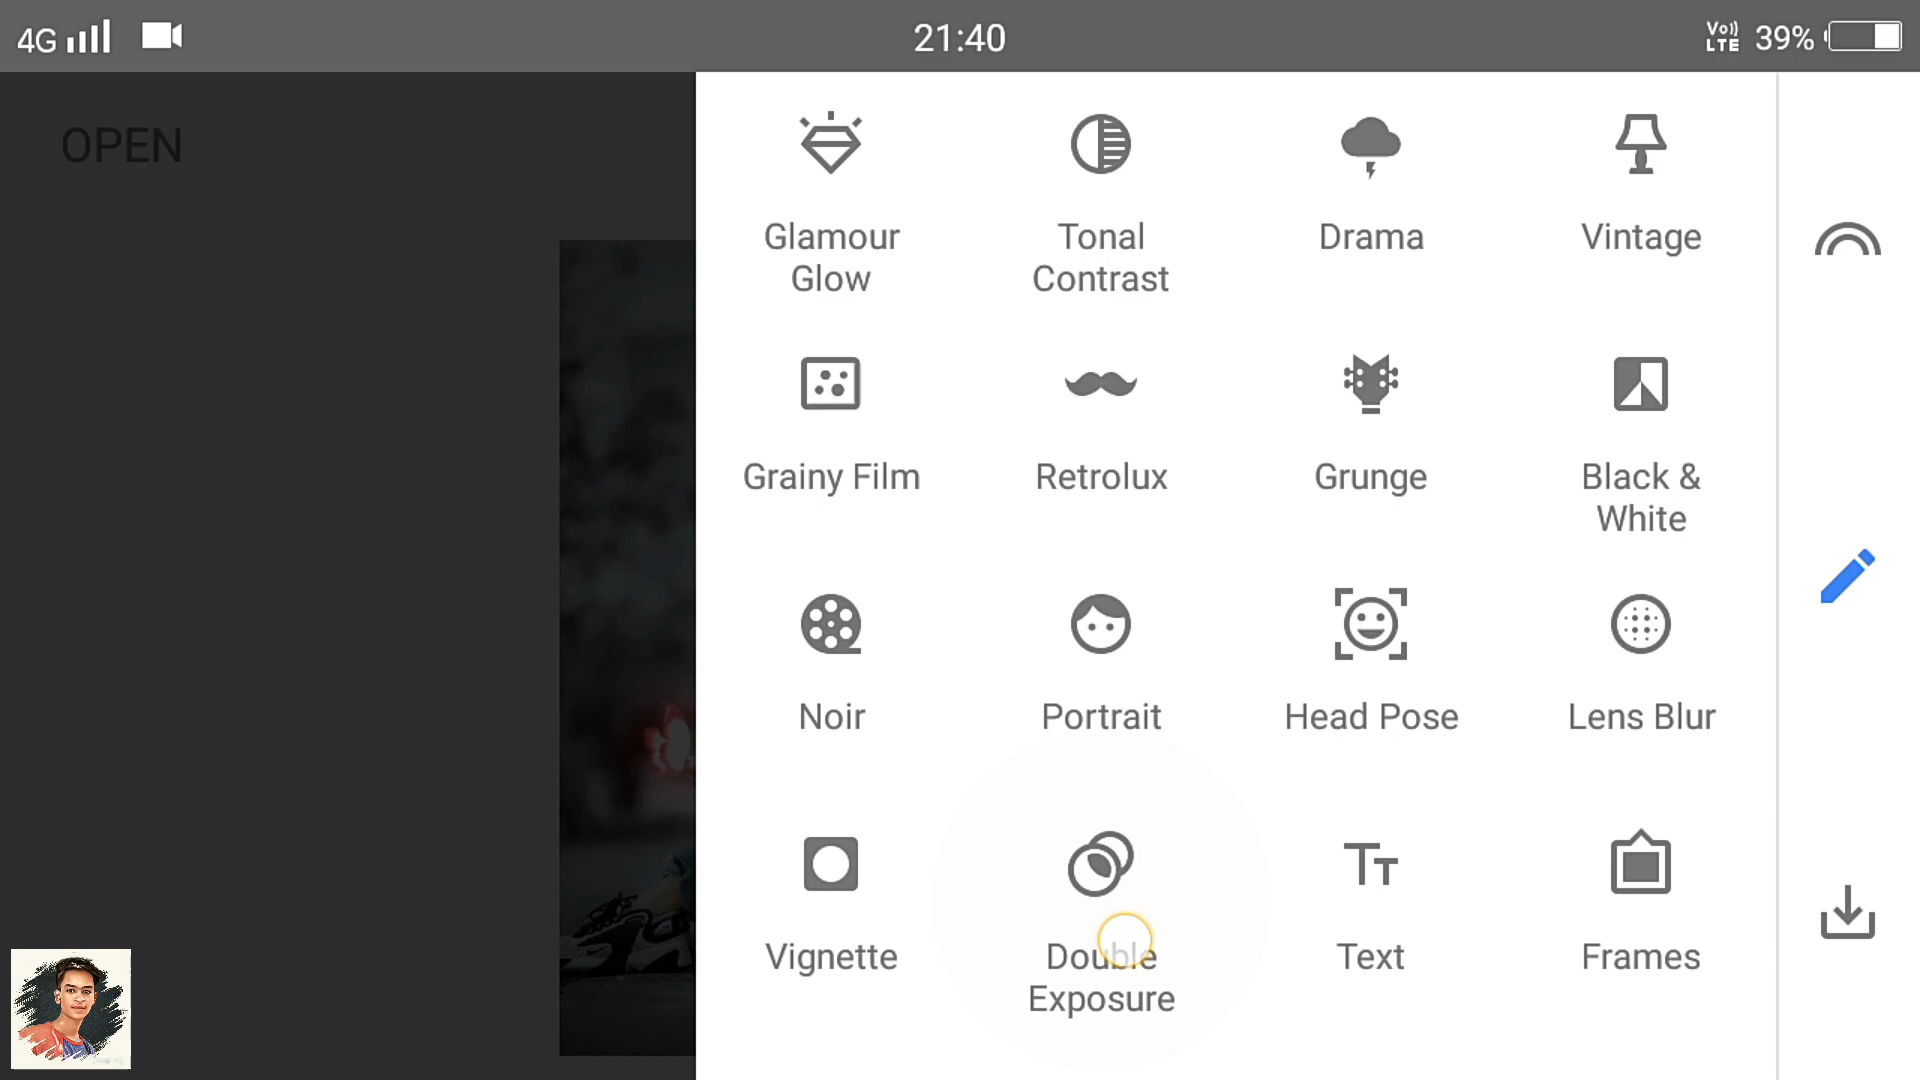 4G
21:40
Vo))
LTE
39%
OPEN
Glamour
Glow
Tonal
Contrast
Drama
Vintage
Grainy Film
Retrolux
Grunge
Black &
White
Noir
Portrait
Head Pose
Lens Blur
Vignette
Double
Exposure
Tт
Text
Frames